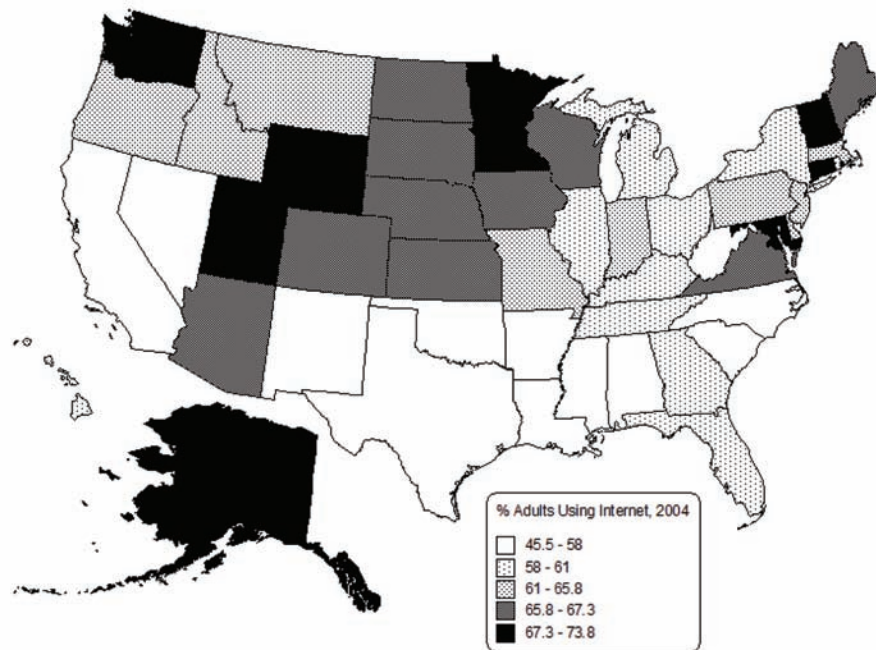 % Adults Using Internet, 2004
45.5 - 58
58 - 61
61 - 65.8
65.8 - 67.3
67.3 - 73.8